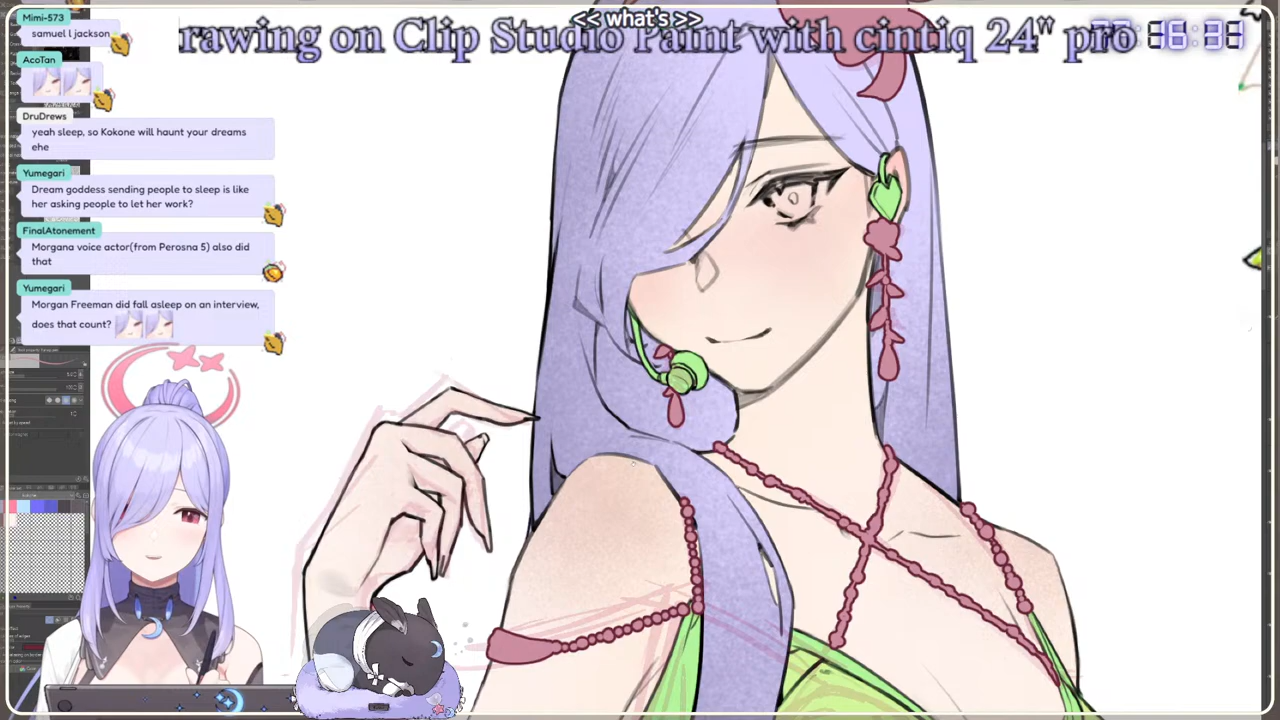 << what's >>
rawing on Clip Studio Paint with cintiq 24" pro
Mimi-573
samuel l jackson
AcoTan
DruDrews
yeah sleep, so Kokone will haunt your dreams
ehe
Yumegari
Dream goddess sending people to sleep is like
her asking people to let her work?
FinalAtonement
Morgana voice actor(from Perosna 5) also did
that
Yumegari
Morgan Freeman did fall asleep on an interview,
does that count?